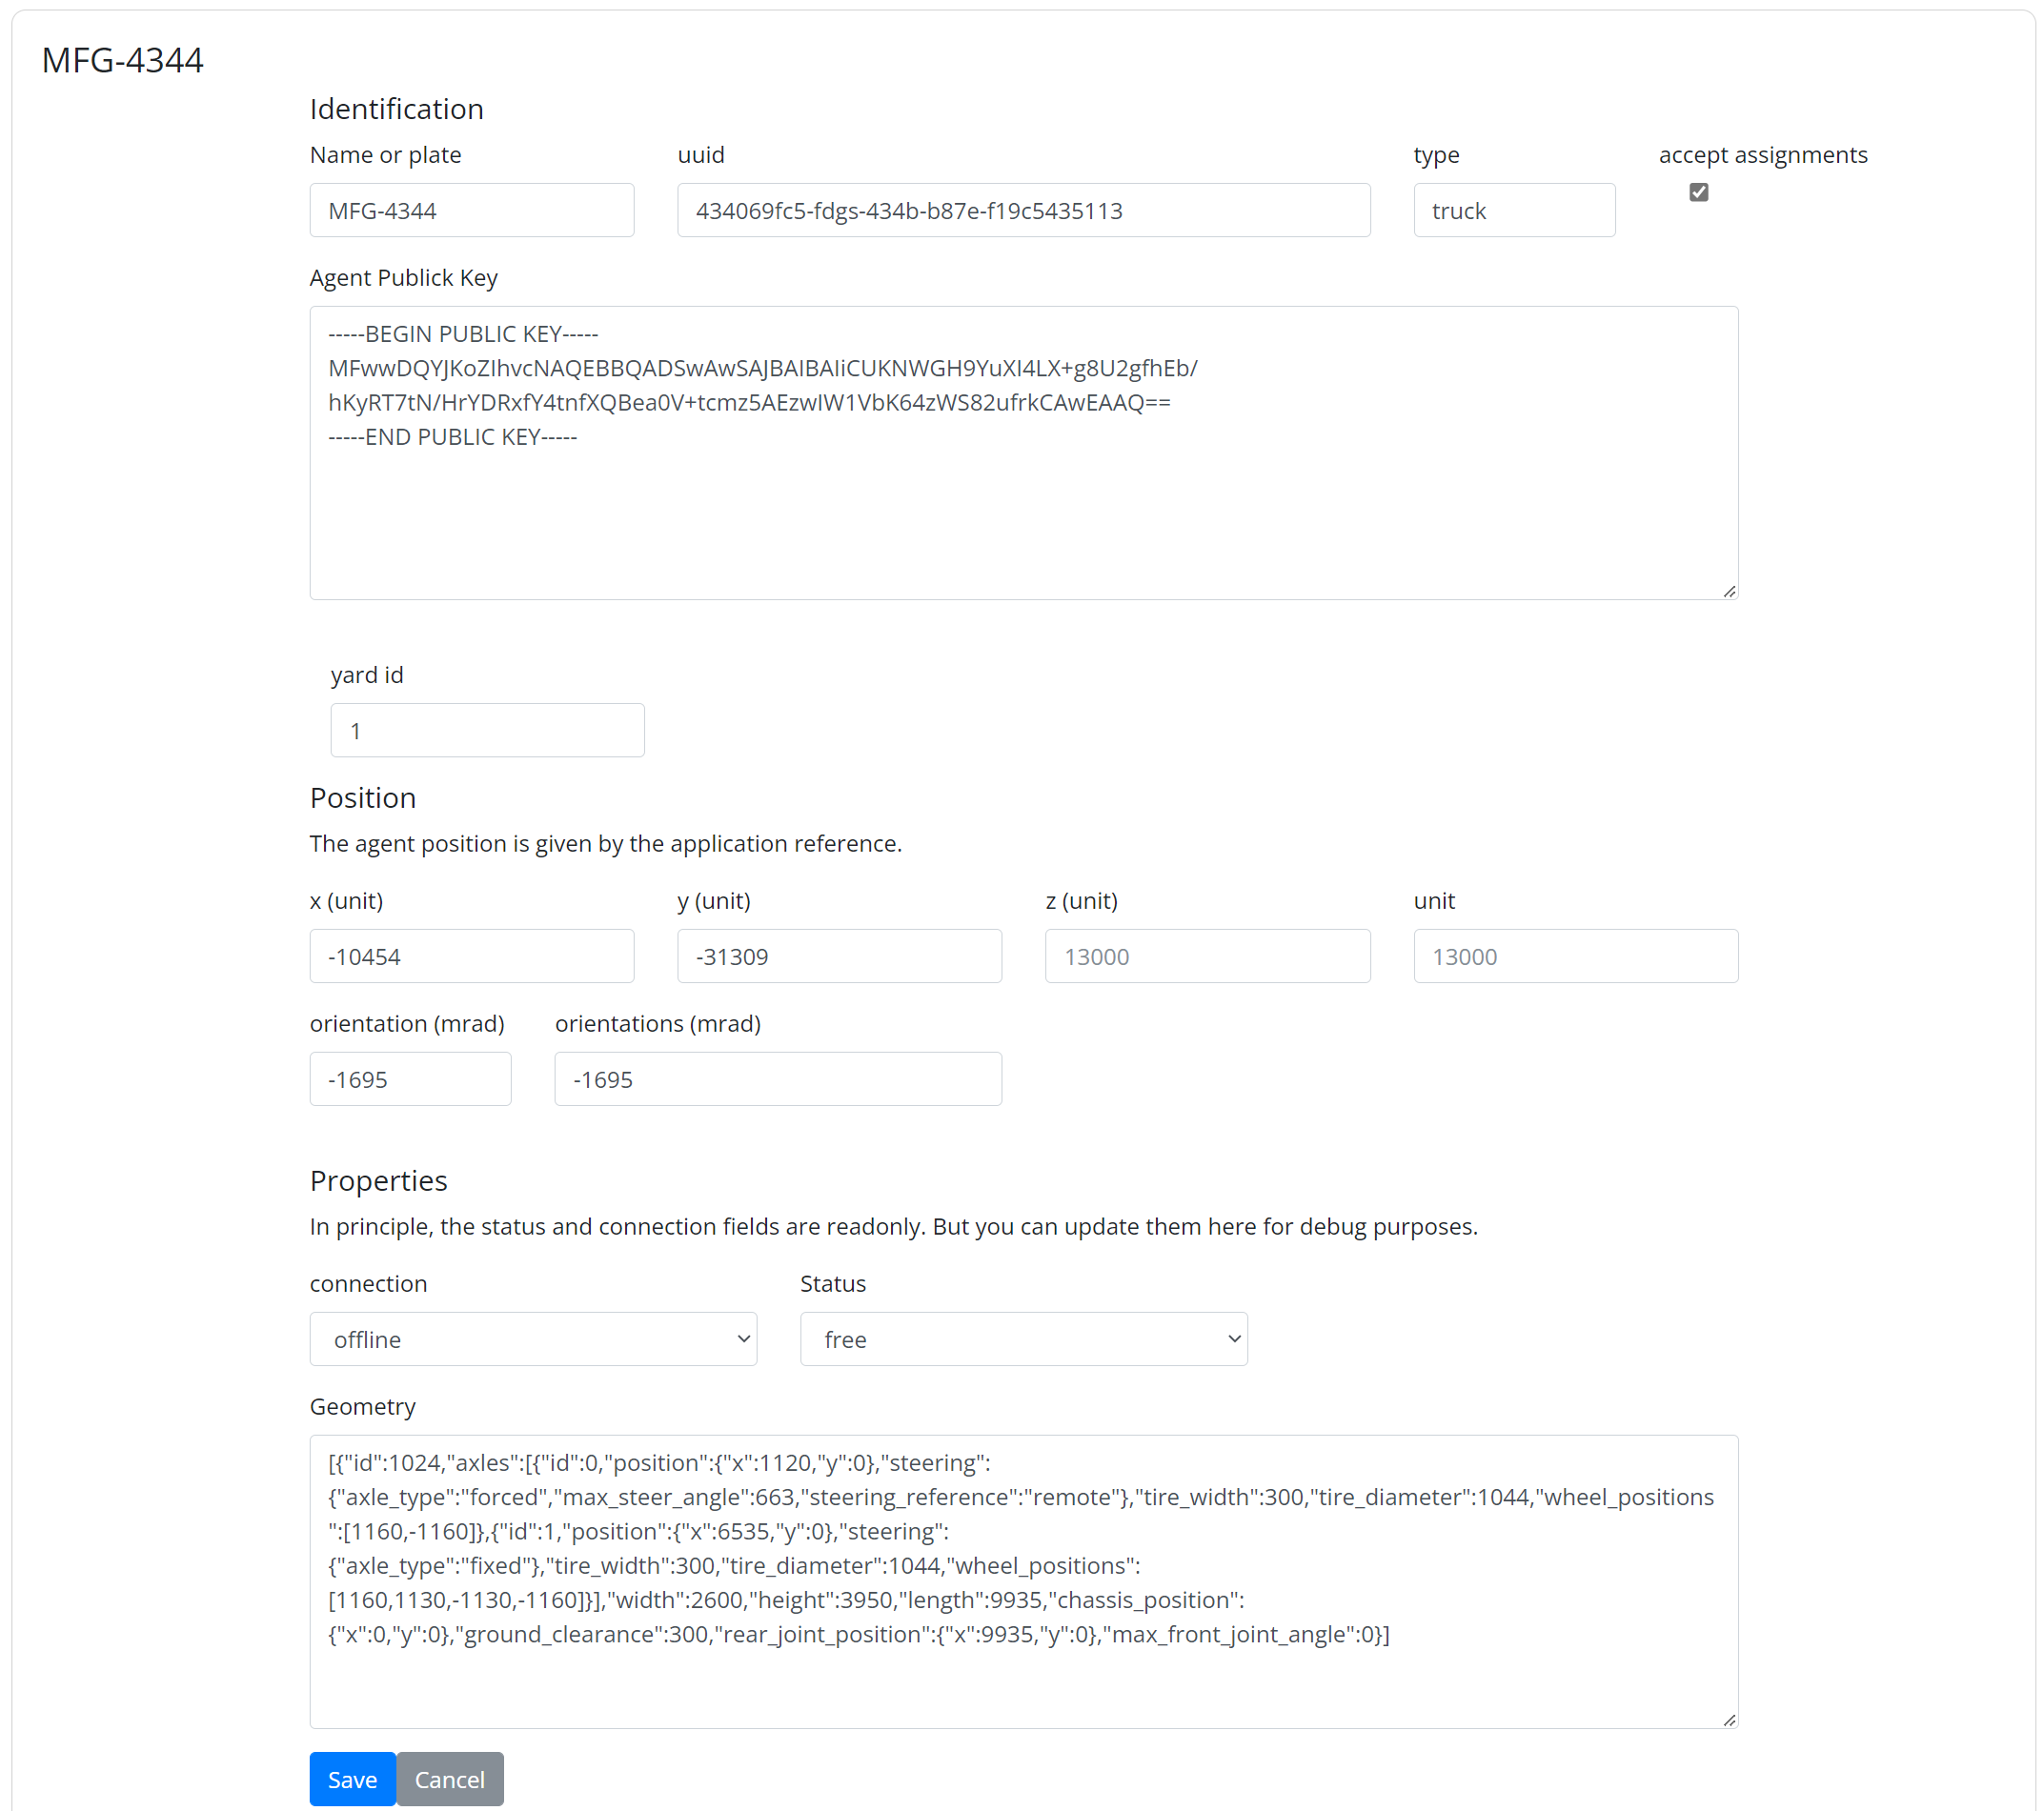 MFG-4344
Identification
Name or plate uuid type accept assignments
MFG-4344 434069fc5-fdgs-434b-b87e-f19c5435113 truck
Agent Publick Key
-----BEGIN PUBLIC KEY-----
MFwwDQYJKoZIhvcNAQEBBQADSwAwSAJBAIBAIiCUKNWGH9YuXI4LX+g8U2gfhEb/
hKyRT7tN/HrYDRxfY4tnfXQBea0V+tcmz5AEzwIW1VbK64zWS82ufrkCAwEAAQ==
-----END PUBLIC KEY-----
yard id
1
Position
The agent position is given by the application reference.
x (unit) y (unit) z (unit) unit
-10454 -31309 13000 13000
orientation (mrad) orientations (mrad)
-1695 -1695
Properties
In principle, the status and connection fields are readonly. But you can update them here for debug purposes.
connection Status
offline free
Geometry
[{"id":1024,"axles":[{"id":0,"position":{"x":1120,"y":0},"steering":
{"axle_type":"forced","max_steer_angle":663,"steering_reference":"remote"},"tire_width":300,"tire_diameter":1044,"wheel_positions
":[1160,-1160]},{"id":1,"position":{"x":6535,"y":0},"steering":
{"axle_type":"fixed"},"tire_width":300,"tire_diameter":1044,"wheel_positions":
[1160,1130,-1130,-1160]}],"width":2600,"height":3950,"length":9935,"chassis_position":
{"x":0,"y":0},"ground_clearance":300,"rear_joint_position":{"x":9935,"y":0},"max_front_joint_angle":0}]
Save Cancel